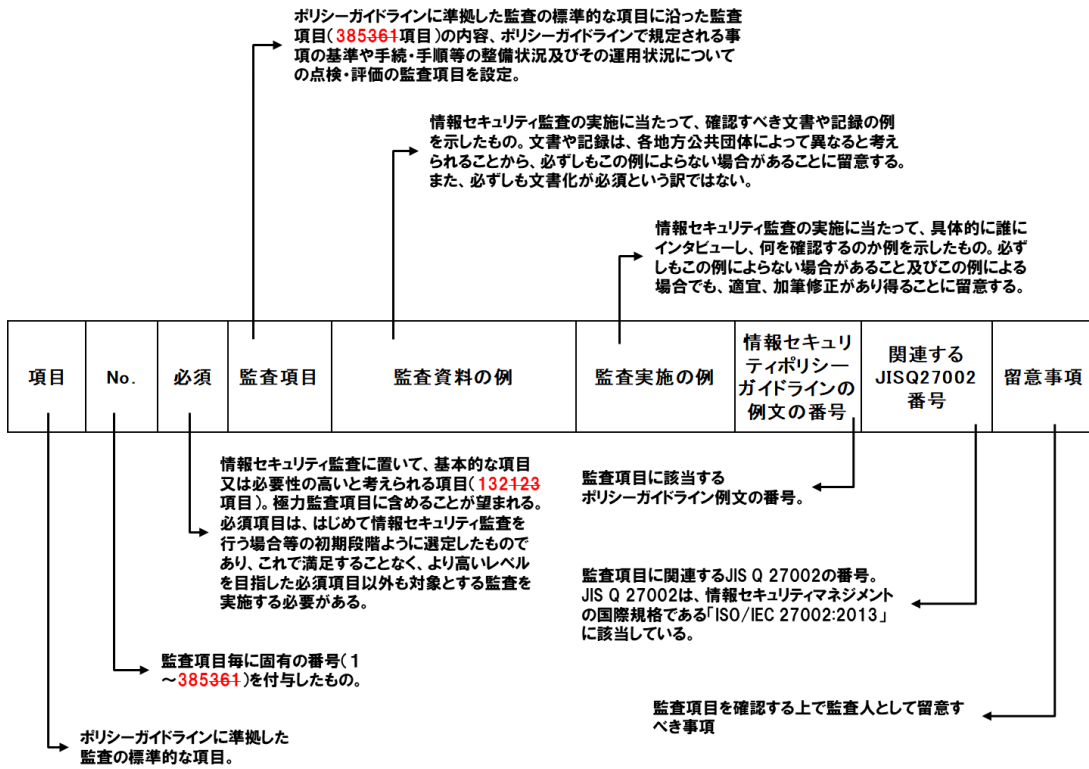 ポリシーガイドラインに準拠した監査の標準的な項目に沿った監査
項目(385361項目)の内容、ポリシーガイドラインで規定される事
項の基準や手続・手順等の整備状況及びその運用状況について
の点検・評価の監査項目を設定。
情報セキュリティ監査の実施に当たって、確認すべき文書や記録の例
を示したもの。文書や記録は、各地方公共団体によって異なると考え
られることから、必ずしもこの例によらない場合があることに留意する。
また、必ずしも文書化が必須という訳ではない。
情報セキュリティ監査の実施に当たって、具体的に誰に
インタビューし、何を確認するのか例を示したもの。必ず
しもこの例によらない場合があること及びこの例による
場合でも、適宜、加筆修正があり得ることに留意する。
項目
No.
必須
監査項目
監査資料の例
監査実施の例
情報セキュリ
ティポリシー
ガイドラインの
例文の番号
関連する
JISQ27002
番号
留意事項
情報セキュリティ監査に置いて、基本的な項目
又は必要性の高いと考えられる項目(132123
項目)。極力監査項目に含めることが望まれる。
必須項目は、はじめて情報セキュリティ監査を
行う場合等の初期段階ように選定したもので
あり、これで満足することなく、より高いレベル
を目指した必須項目以外も対象とする監査を
実施する必要がある。
監査項目に該当する
ポリシーガイドライン例文の番号。
監査項目に関連するJIS Q 27002の番号。
JIS Q 27002は、情報セキュリティマネジメント
の国際規格である「ISO/IEC 27002:2013」
に該当している。
監査項目毎に固有の番号(1
~385361)を付与したもの。
監査項目を確認する上で監査人として留意す
べき事項
ポリシーガイドラインに準拠した
監査の標準的な項目。